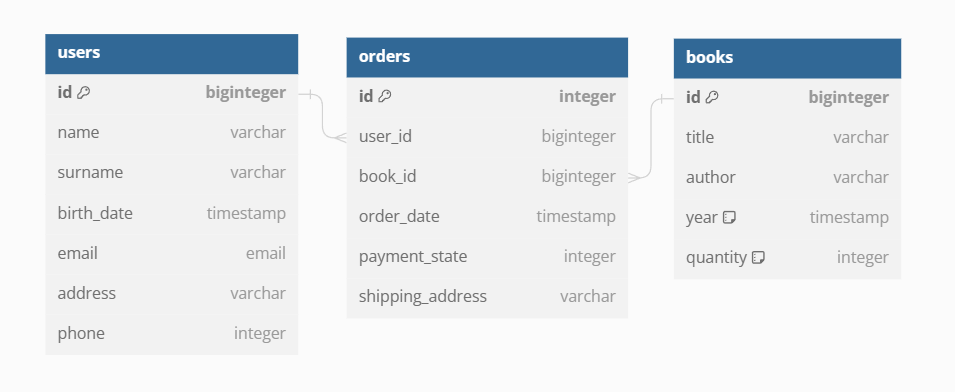 users
id biginteger
name varchar
surname varchar
birth_date timestamp
email email
address varchar
phone integer
orders
id integer
user_id biginteger
book_id biginteger
order_date timestamp
payment_state integer
shipping_address varchar
books
id biginteger
title varchar
author varchar
year timestamp
quantity integer